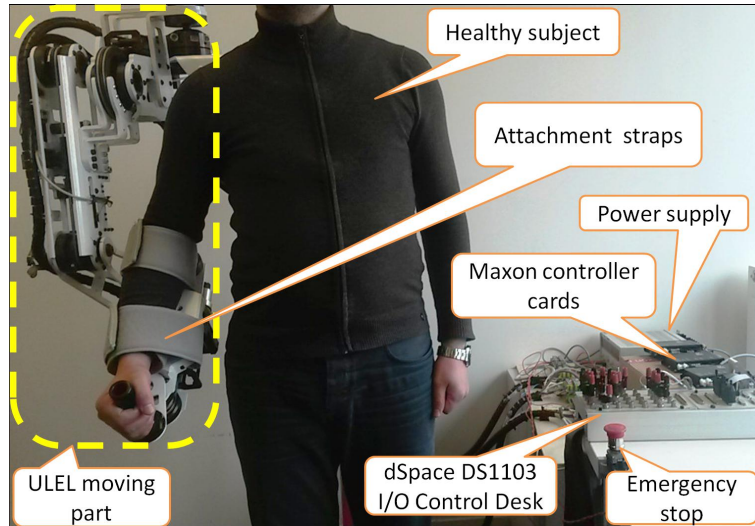 Healthy subject
Attachment straps
Power supply
Maxon controller
cards
ULEL moving
part
dSpace DS1103
I/O Control Desk
Emergency
stop